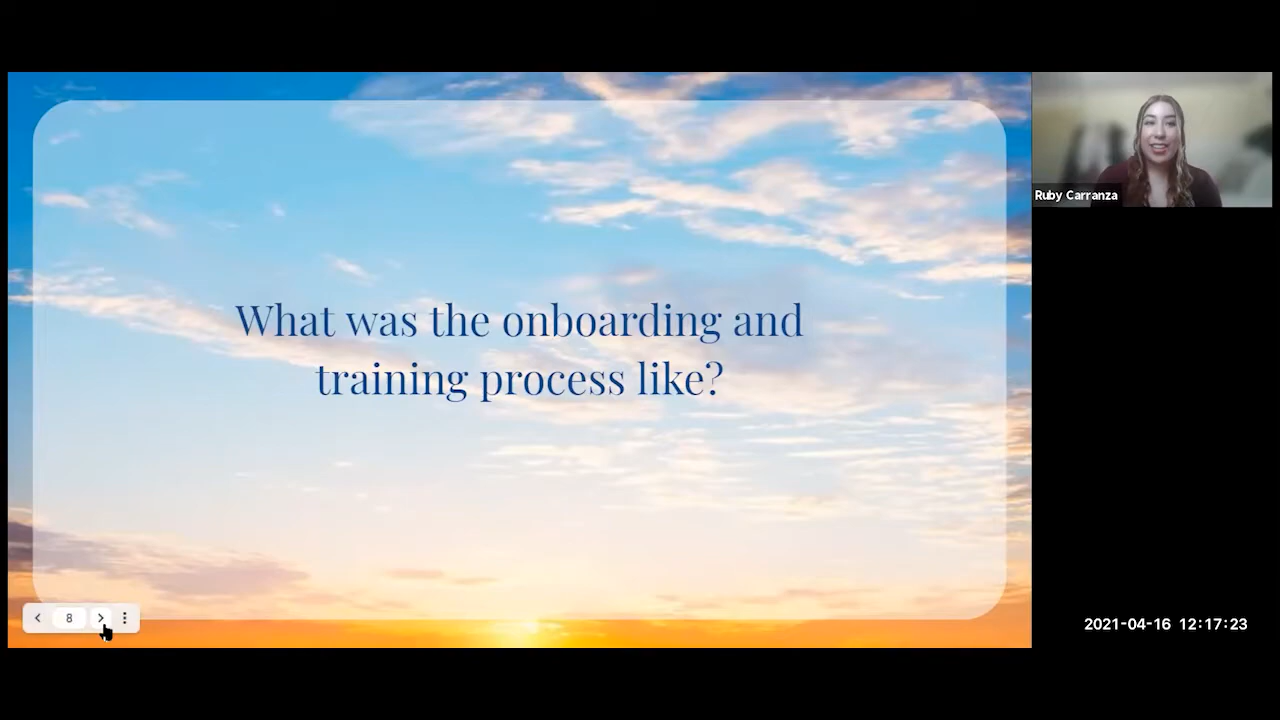 What was the onboarding and
training process like?
Ruby Carranza
8
2021-04-16 12:17:23